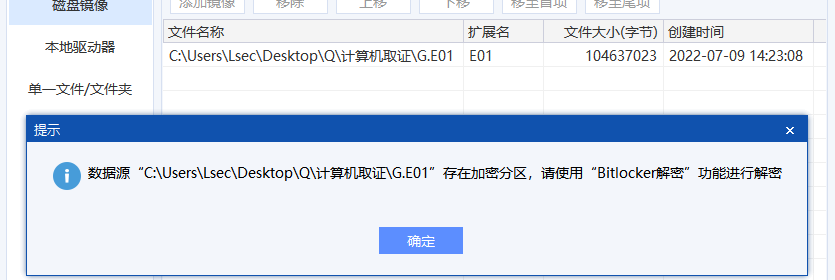 磁盘镜像
添加镜像 移除 上移 下移 移至首项 移至尾项
文件名称 扩展名 文件大小(字节) 创建时间
本地驱动器
C:\Users\Lsec\Desktop\Q\计算机取证\G.E01 E01 104637023 2022-07-09 14:23:08
单一文件/文件夹
提示
数据源“C:\Users\Lsec\Desktop\Q\计算机取证\G.E01”存在加密分区，请使用“Bitlocker解密”功能进行解密
确定